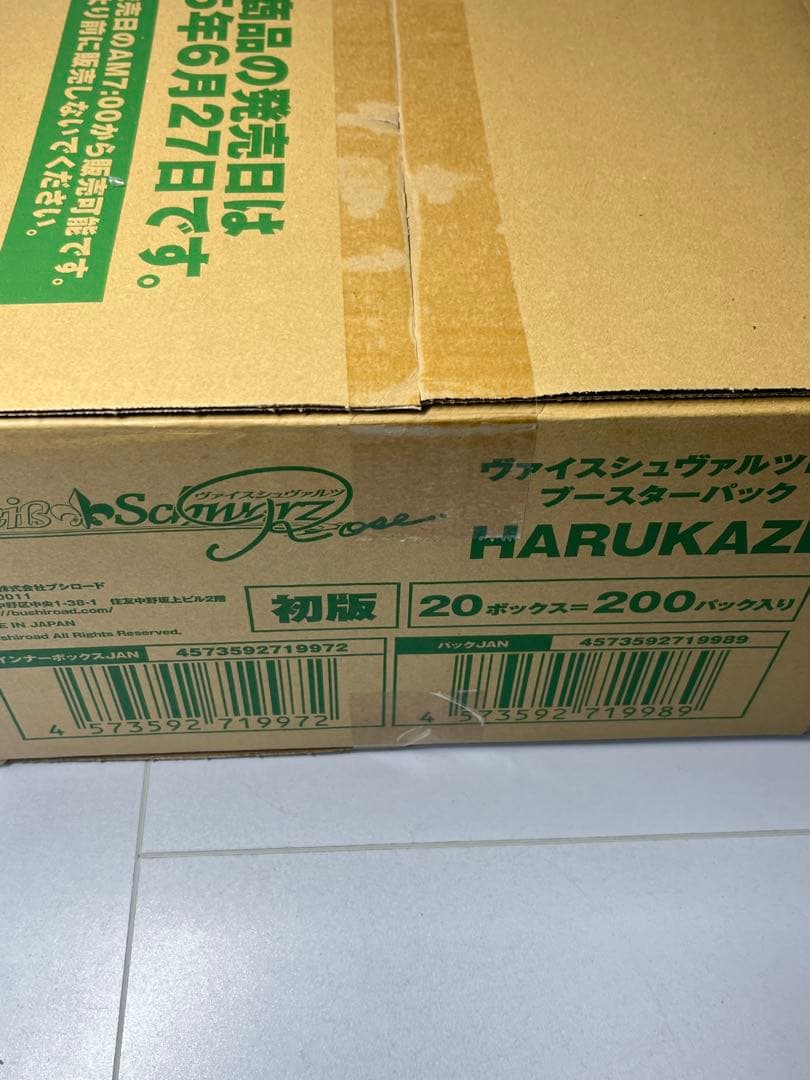 商品の発売日は
5年6月27日です。
売日のAM7:00から販売可能です。
より前に販売しないでください。
Schwarz
ヴァイスシュヴァルツ
Rose
ヴァイスシュヴァルツ
ブースターパック
HARUKAZE
株式会社ブシロード
0011
中野区中央1-38-1 住友中野坂上ビル2階
//bushiroad.com/
E IN JAPAN
ushiroad All Rights Reserved.
初版
20ボックス=200パック入り
インナーボックスJAN 4573592719972
4 573592 719972
パックJAN 4573592719989
4 573592 719989